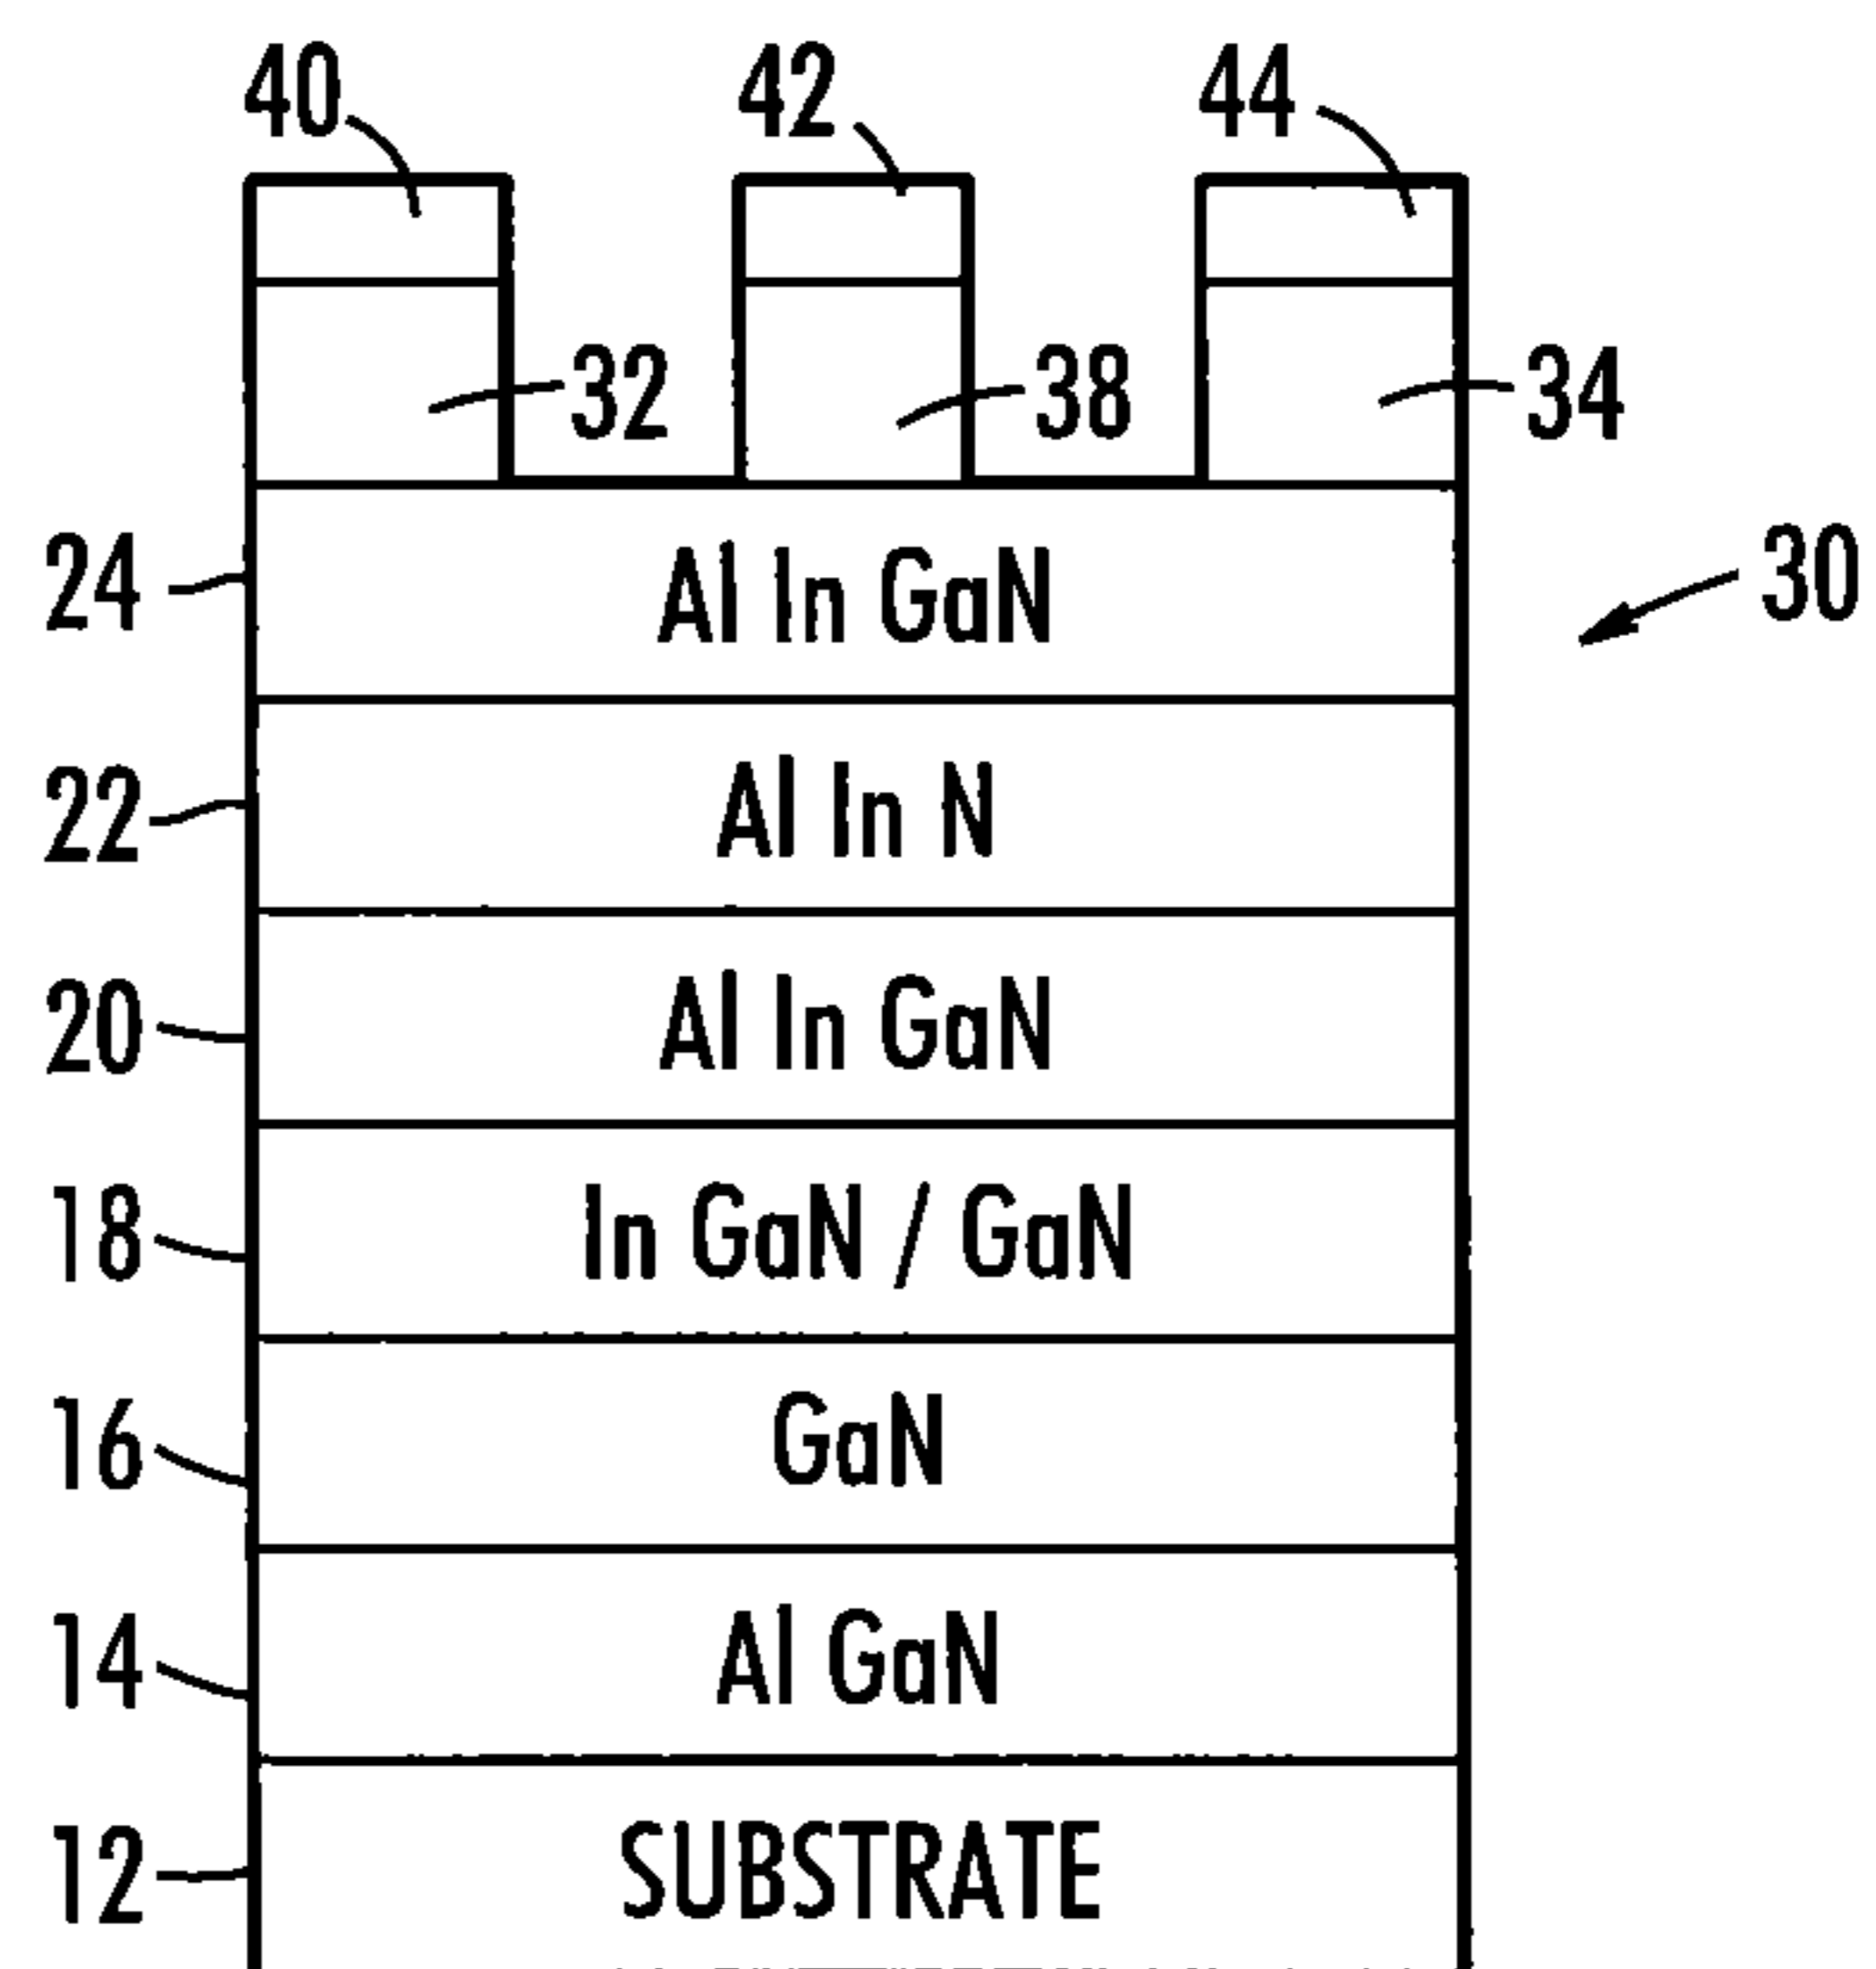 40 42 44
32 38 34
24 Al In GaN
30
22 Al In N
20 Al In GaN
18 In GaN / GaN
16 GaN
14 Al GaN
12 SUBSTRATE